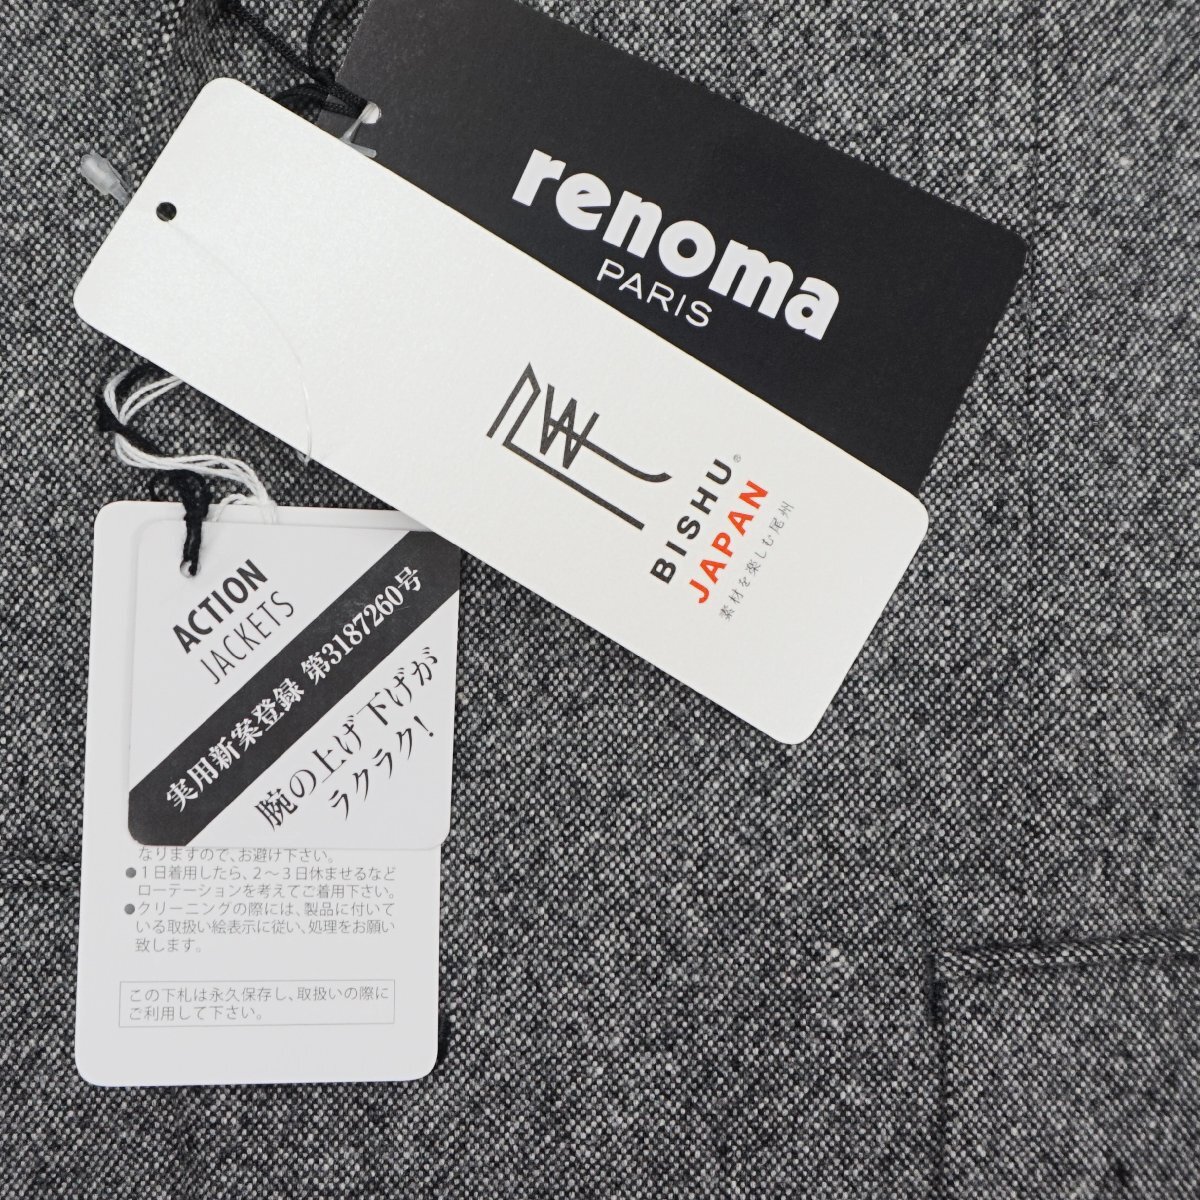 renoma
PARIS
BISHU®
JAPAN
素材を楽しむ尾州
ACTION
JACKETS
実用新案登録 第3187260号
腕の上げ下げが
ラクラク!
なりますので、お避け下さい。
●1日着用したら、2〜3日休ませるなど
ローテーションを考えてご着用下さい。
●クリーニングの際には、製品に付いて
いる取扱い絵表示に従い、処理をお願い
致します。
この下札は永久保存し、取扱いの際に
ご利用して下さい。